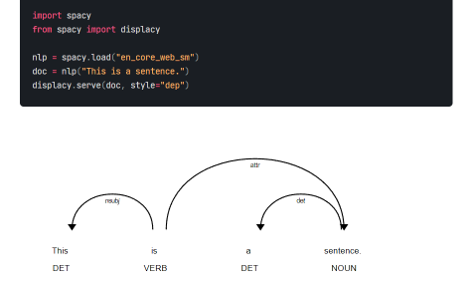 import spacy
from spacy import displacy
nlp = spacy.load("en_core_web_sm")
doc = nlp("This is a sentence.")
displacy.serve(doc, style="dep")
attr
nsubj
det
This is a sentence.
DET VERB DET NOUN